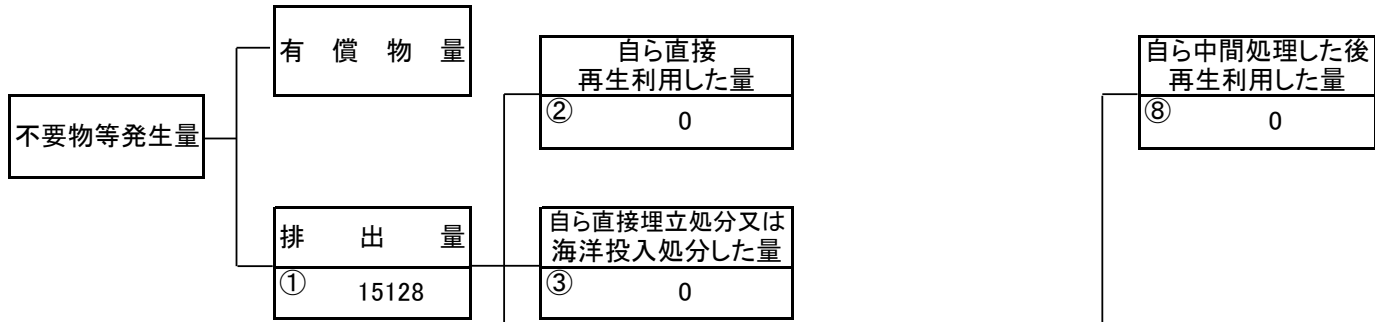 有償物量
自ら直接
再生利用した量
② 0
自ら中間処理した後
再生利用した量
⑧ 0
不要物等発生量
排出量
① 15128
自ら直接埋立処分又は
海洋投入処分した量
③ 0